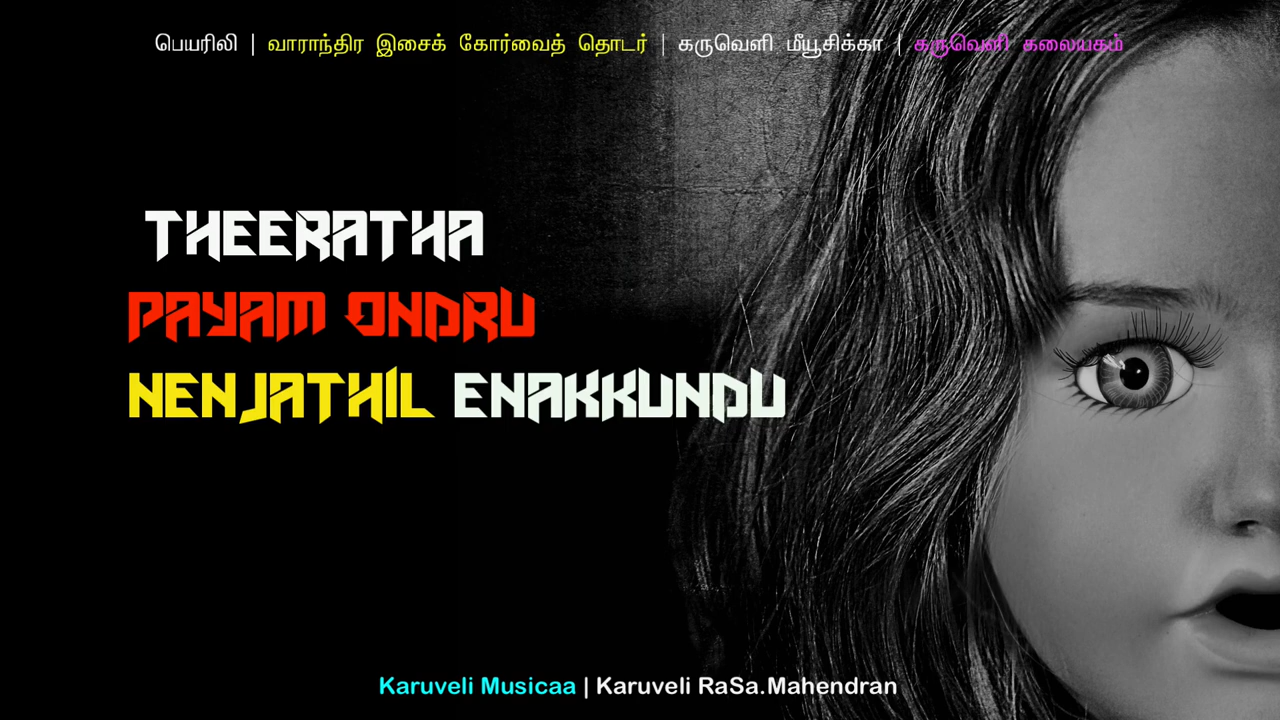 பெயரிலி | வாராந்திர இசைக் கோர்வைத் தொடர் | கருவெளி மீயூசிக்கா | கருவெளி கலையகம்
THEERATHA
PAYAM ONDRU
NENJATHIL ENAKKUNDU
Karuveli Musicaa | Karuveli RaSa.Mahendran